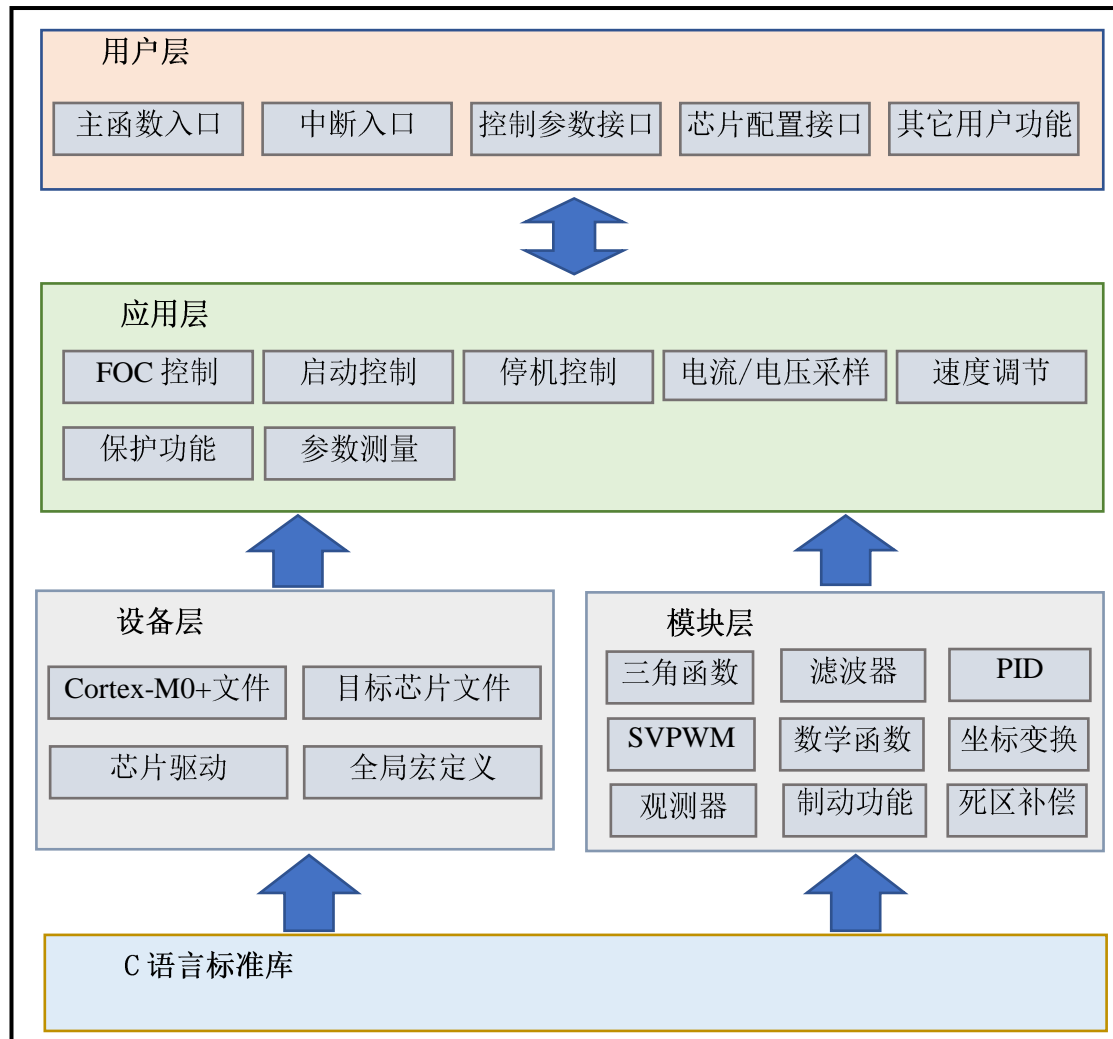 用户层
主函数入口 中断入口 控制参数接口 芯片配置接口 其它用户功能
应用层
FOC 控制 启动控制 停机控制 电流/电压采样 速度调节
保护功能 参数测量
设备层
Cortex-M0+文件 目标芯片文件
芯片驱动 全局宏定义
模块层
三角函数 滤波器 PID
SVPWM 数学函数 坐标变换
观测器 制动功能 死区补偿
C 语言标准库